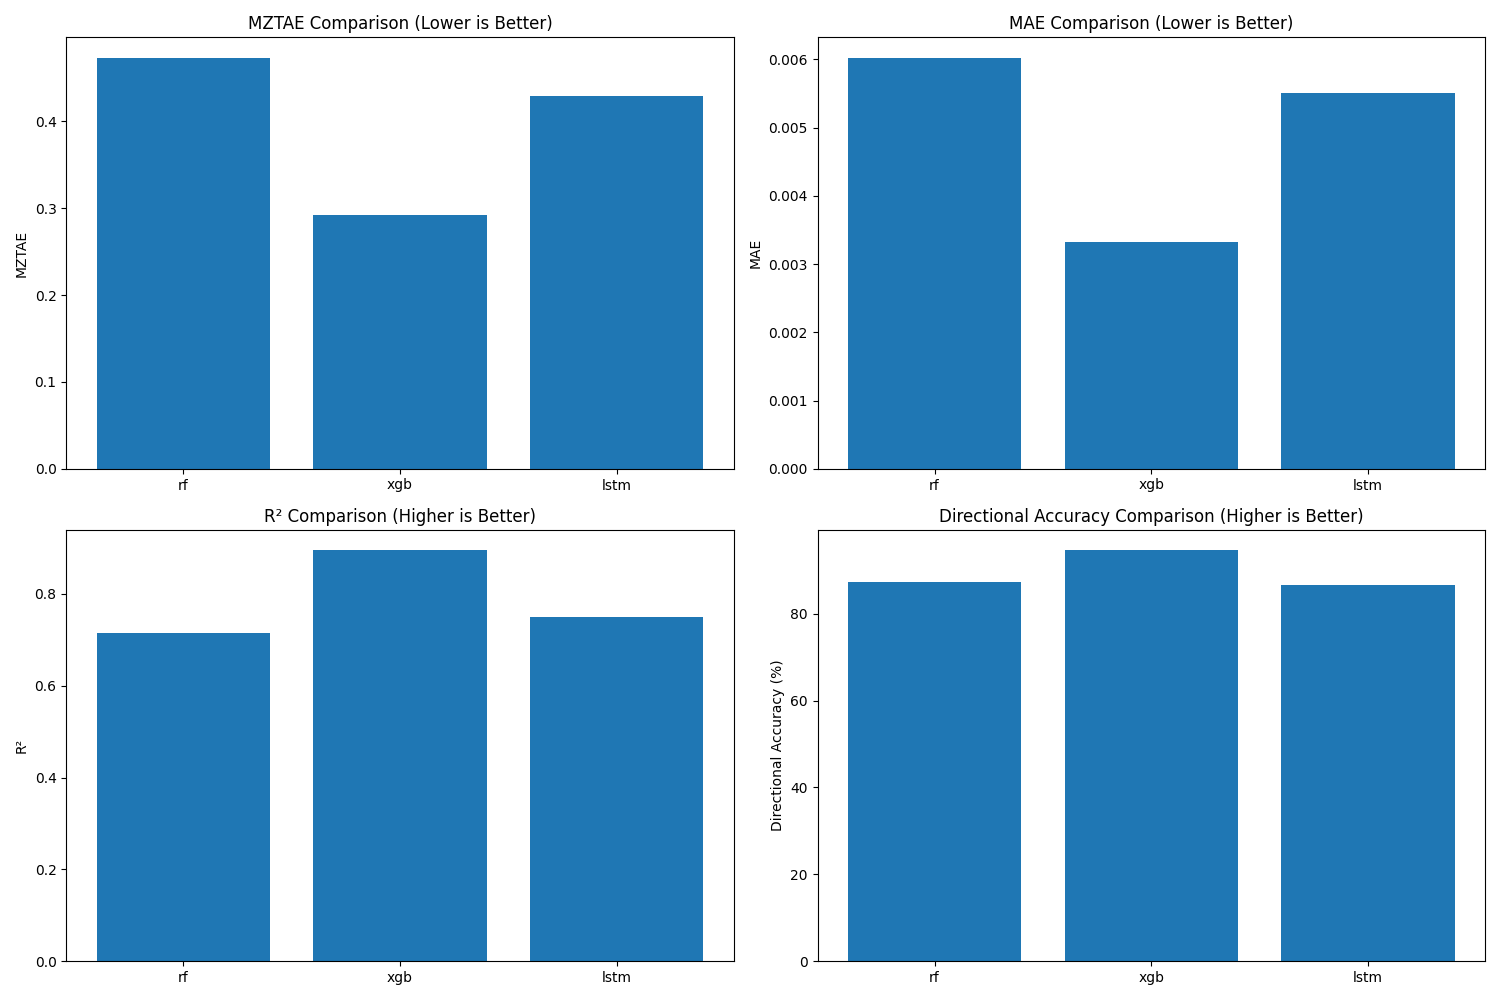 MZTAE Comparison (Lower is Better)
MZTAE
0.4
0.3
0.2
0.1
0.0
rf xgb lstm
MAE Comparison (Lower is Better)
MAE
0.006
0.005
0.004
0.003
0.002
0.001
0.000
rf xgb lstm
R² Comparison (Higher is Better)
R²
0.8
0.6
0.4
0.2
0.0
rf xgb lstm
Directional Accuracy Comparison (Higher is Better)
Directional Accuracy (%)
80
60
40
20
0
rf xgb lstm